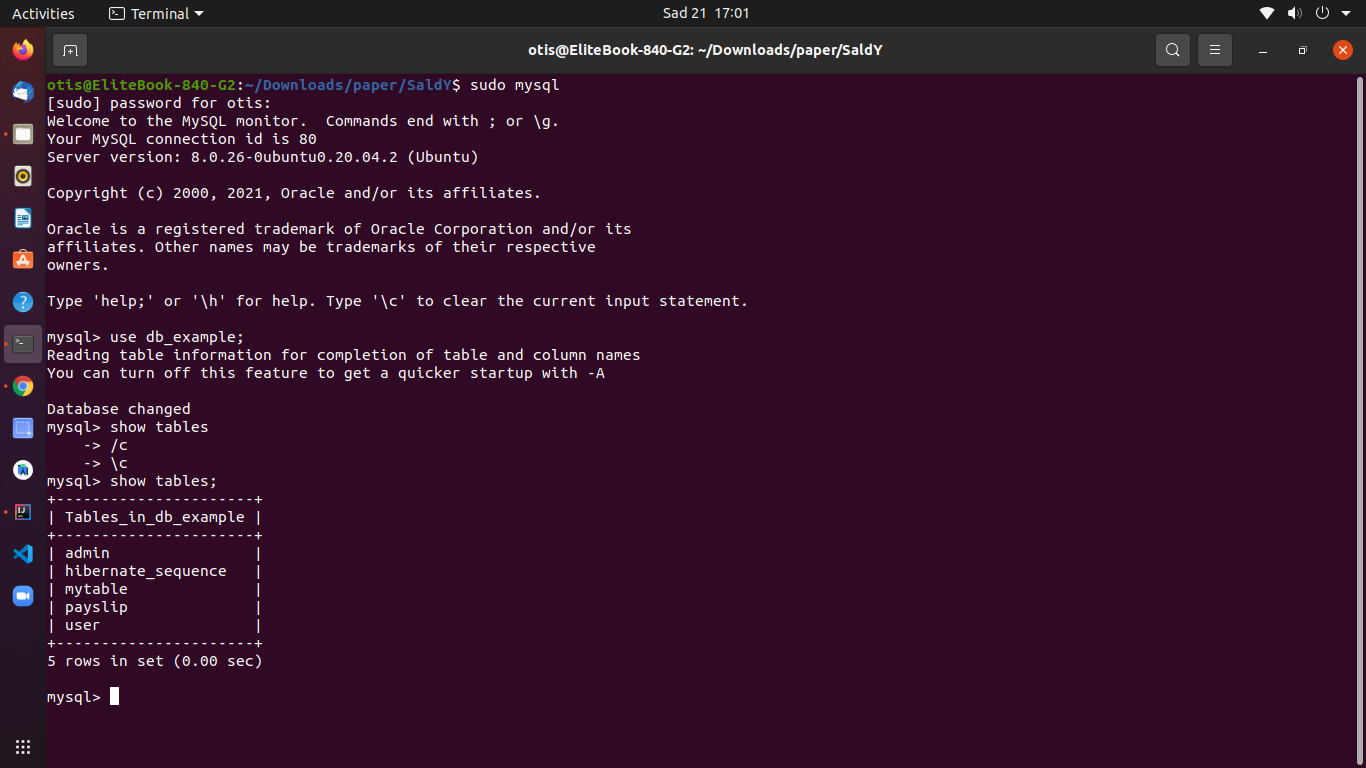 Activities Terminal Sad 21 17:01
otis@EliteBook-840-G2: ~/Downloads/paper/SaldY
otis@EliteBook-840-G2:~/Downloads/paper/SaldY$ sudo mysql
[sudo] password for otis:
Welcome to the MySQL monitor.  Commands end with ; or \g.
Your MySQL connection id is 80
Server version: 8.0.26-0ubuntu0.20.04.2 (Ubuntu)

Copyright (c) 2000, 2021, Oracle and/or its affiliates.

Oracle is a registered trademark of Oracle Corporation and/or its
affiliates. Other names may be trademarks of their respective
owners.

Type 'help;' or '\h' for help. Type '\c' to clear the current input statement.

mysql> use db_example;
Reading table information for completion of table and column names
You can turn off this feature to get a quicker startup with -A

Database changed
mysql> show tables
    -> /c
    -> \c
mysql> show tables;
+----------------------+
| Tables_in_db_example |
+----------------------+
| admin                |
| hibernate_sequence   |
| mytable              |
| payslip              |
| user                 |
+----------------------+
5 rows in set (0.00 sec)

mysql>